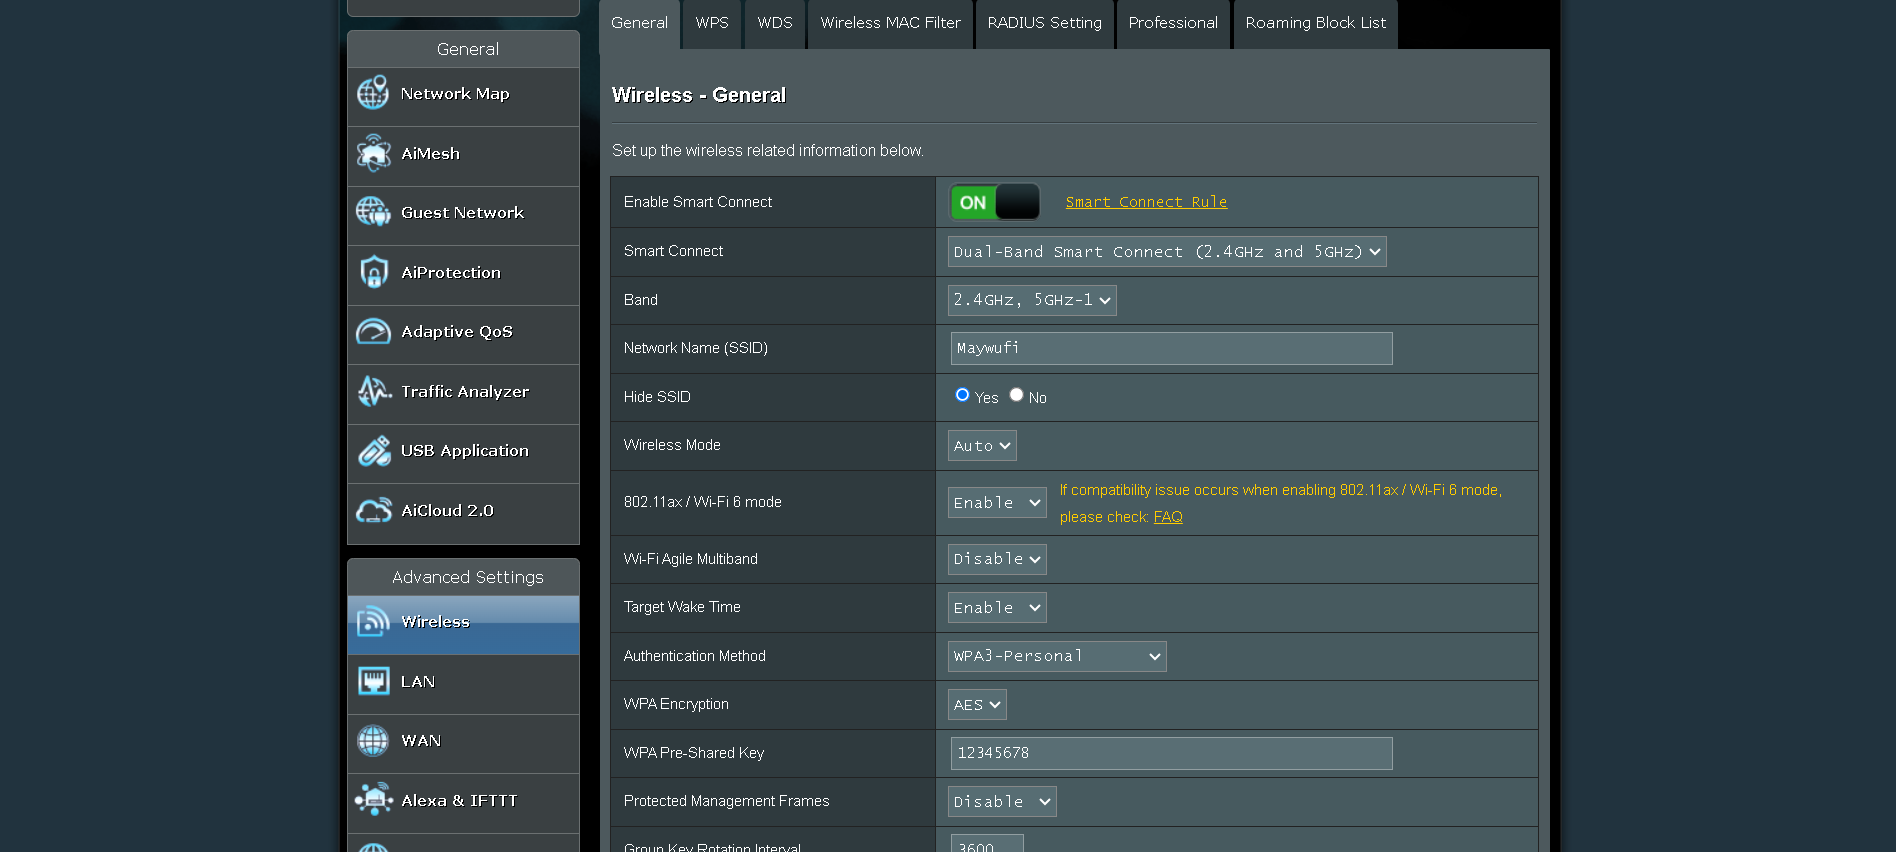 General
WPS
WDS
Wireless MAC Filter
RADIUS Setting
Professional
Roaming Block List
General
Network Map
AiMesh
Guest Network
AiProtection
Adaptive QoS
Traffic Analyzer
USB Application
AiCloud 2.0
Advanced Settings
Wireless
LAN
WAN
Alexa & IFTTT
Wireless - General
Set up the wireless related information below.
Enable Smart Connect
ON
Smart Connect Rule
Smart Connect
Dual-Band Smart Connect (2.4GHz and 5GHz)
Band
2.4GHz, 5GHz-1
Network Name (SSID)
Maywufi
Hide SSID
Yes No
Wireless Mode
Auto
802.11ax / Wi-Fi 6 mode
Enable
If compatibility issue occurs when enabling 802.11ax / Wi-Fi 6 mode,
please check: FAQ
Wi-Fi Agile Multiband
Disable
Target Wake Time
Enable
Authentication Method
WPA3-Personal
WPA Encryption
AES
WPA Pre-Shared Key
12345678
Protected Management Frames
Disable
Group Key Rotation Interval
3600